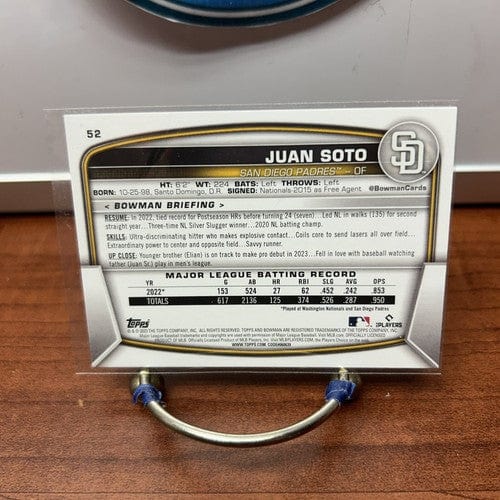 52
JUAN SOTO
SAN DIEGO PADRES™ - OF
SD
HT: 6'2" WT: 224 BATS: Left THROWS: Left
BORN: 10-25-98, Santo Domingo, D.R. SIGNED: Nationals-2015 as Free Agent
@BowmanCards
< BOWMAN BRIEFING >
RESUME: In 2022, tied record for Postseason HRs before turning 24 (seven)...Led NL in walks (135) for second
straight year...Three-time NL Silver Slugger winner...2020 NL batting champ.
SKILLS: Ultra-discriminating hitter who makes explosive contact...Coils core to send lasers all over field...
Extraordinary power to center and opposite field...Savvy runner.
UP CLOSE: Younger brother (Elian) is on track to make pro debut in 2023...Fell in love with baseball watching
father (Juan Sr.) play in men's league.
MAJOR LEAGUE BATTING RECORD
YR G AB HR RBI SLG AVG OPS
2022* 153 524 27 62 .452 .242 .853
TOTALS 617 2136 125 374 .526 .287 .950
*Played at Washington Nationals and San Diego Padres
Topps
PLAYERS
WWW.TOPPS.COM